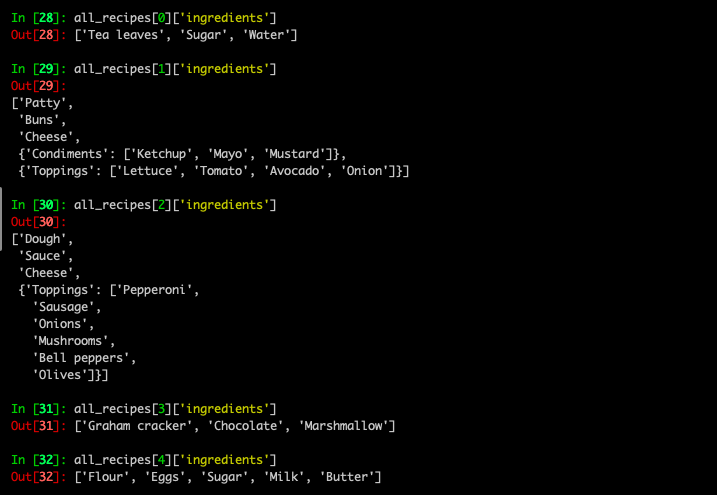 In [28]: all_recipes[0]['ingredients']
Out[28]: ['Tea leaves', 'Sugar', 'Water']
In [29]: all_recipes[1]['ingredients']
Out[29]:
['Patty',
 'Buns',
 'Cheese',
 {'Condiments': ['Ketchup', 'Mayo', 'Mustard']},
 {'Toppings': ['Lettuce', 'Tomato', 'Avocado', 'Onion']}]
In [30]: all_recipes[2]['ingredients']
Out[30]:
['Dough',
 'Sauce',
 'Cheese',
 {'Toppings': ['Pepperoni',
   'Sausage',
   'Onions',
   'Mushrooms',
   'Bell peppers',
   'Olives']}]
In [31]: all_recipes[3]['ingredients']
Out[31]: ['Graham cracker', 'Chocolate', 'Marshmallow']
In [32]: all_recipes[4]['ingredients']
Out[32]: ['Flour', 'Eggs', 'Sugar', 'Milk', 'Butter']